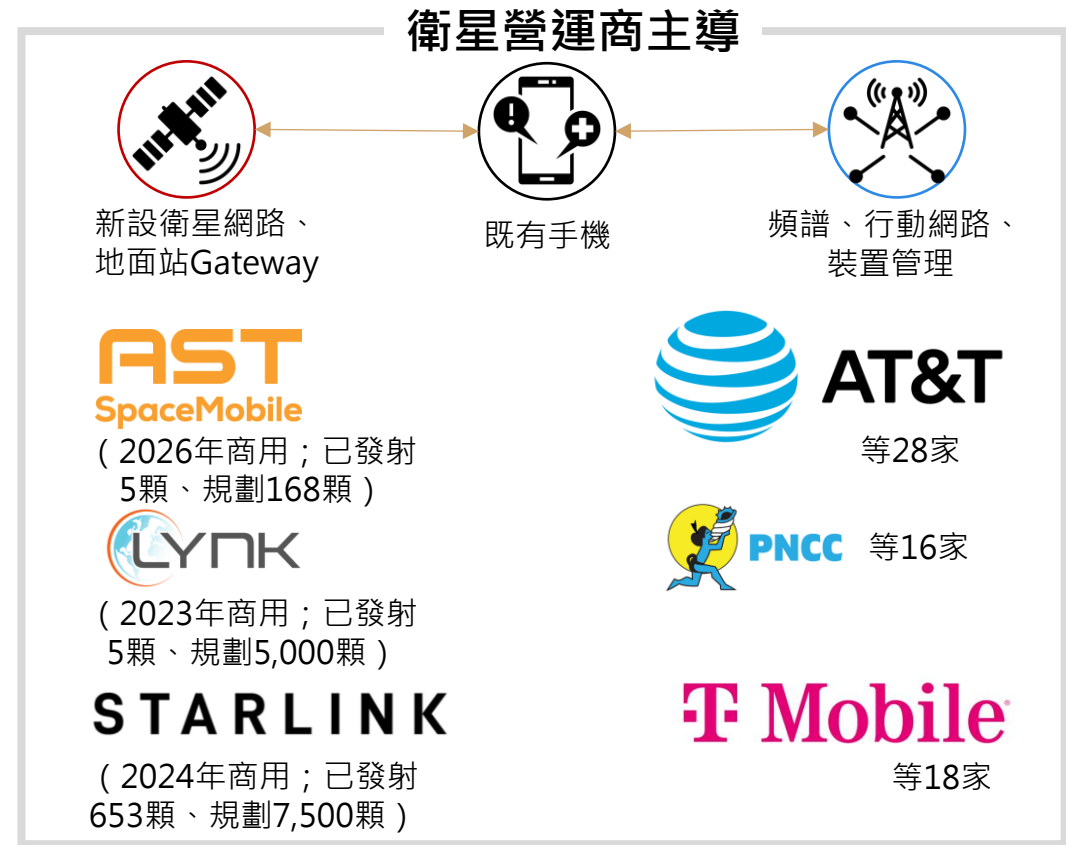 衛星營運商主導
新設衛星網路、
地面站Gateway
既有手機
頻譜、行動網路、
裝置管理
AST
SpaceMobile
（2026年商用；已發射
5顆、規劃168顆）
AT&T
等28家
LYNK
（2023年商用；已發射
5顆、規劃5,000顆）
PNCC 等16家
STARLINK
（2024年商用；已發射
653顆、規劃7,500顆）
T Mobile
等18家